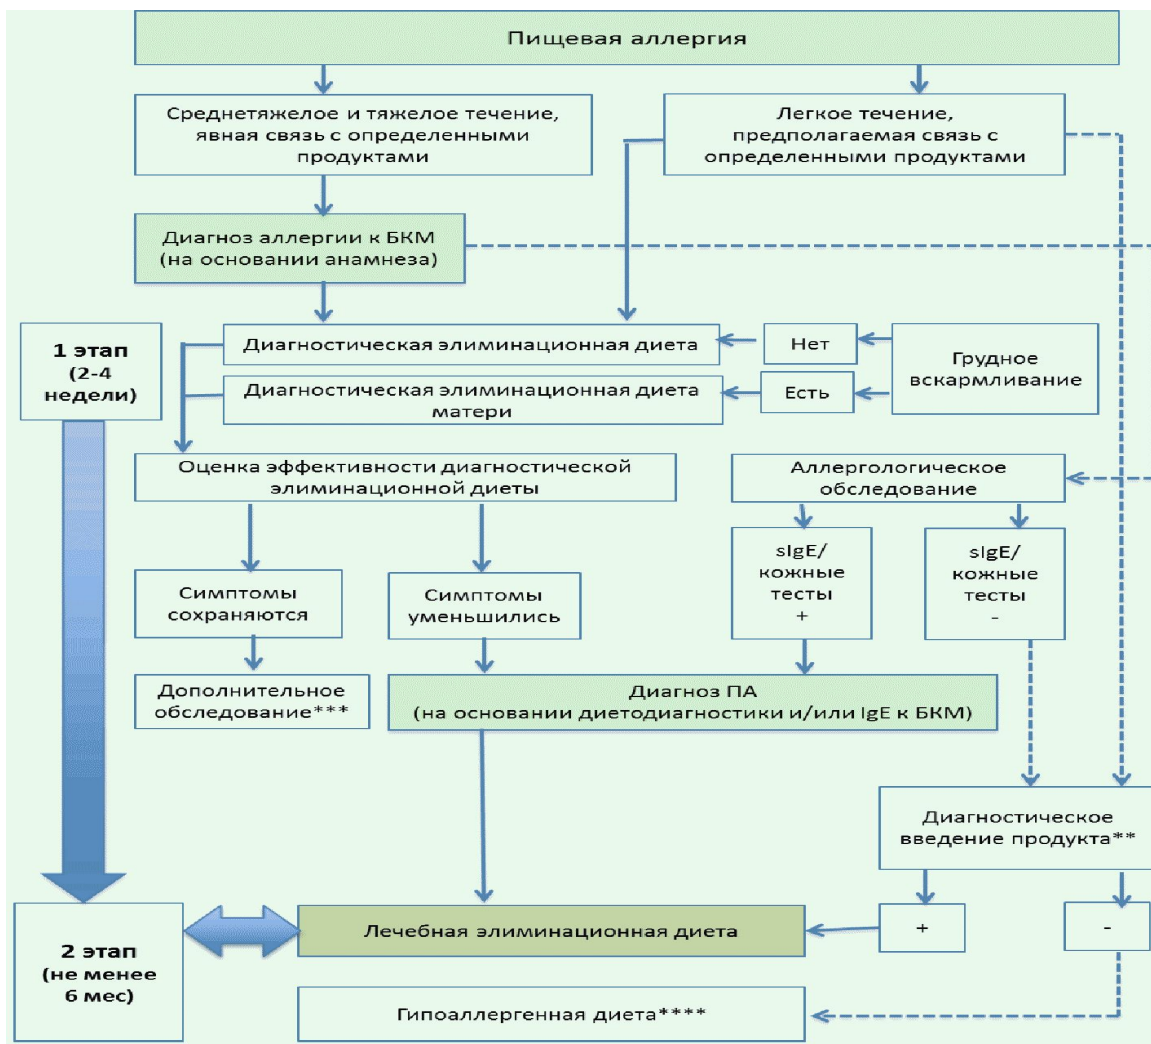 Пищевая аллергия
Среднетяжелое и тяжелое течение,
явная связь с определенными
продуктами
Легкое течение,
предполагаемая связь с
определенными продуктами
Диагноз аллергии к БКМ
(на основании анамнеза)
1 этап
(2-4
недели)
Диагностическая элиминационная диета
Нет
Грудное
вскармливание
Диагностическая элиминационная диета
матери
Есть
Оценка эффективности диагностической
элиминационной диеты
Аллергологическое
обследование
sIgE/
кожные
тесты
+
sIgE/
кожные
тесты
-
Симптомы
сохраняются
Симптомы
уменьшились
Дополнительное
обследование***
Диагноз ПА
(на основании диетодиагностики и/или IgE к БКМ)
Диагностическое
введение продукта**
2 этап
(не менее
6 мес)
Лечебная элиминационная диета
+
-
Гипоаллергенная диета****